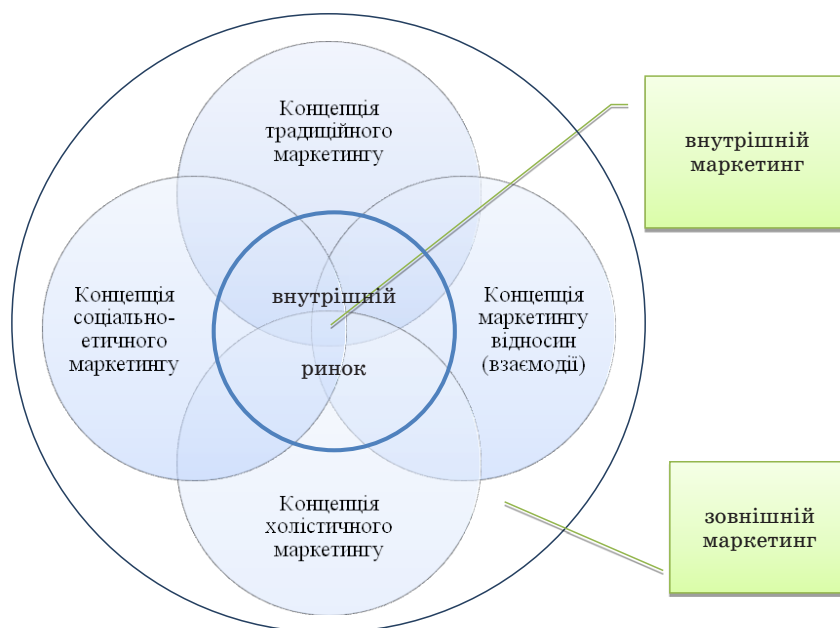 Концепція
традиційного
маркетингу
внутрішній
маркетинг
Концепція
соціально-
етичного
маркетингу
внутрішній
ринок
Концепція
маркетингу
відносин
(взаємодії)
Концепція
холістичного
маркетингу
зовнішній
маркетинг